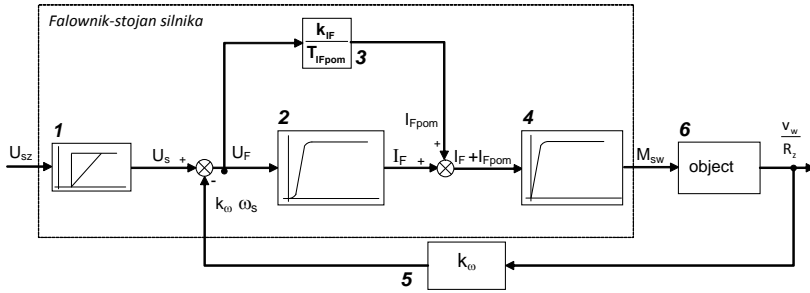 Falownik-stojan silnika
k_IF
T_IFpom
3
I_Fpom
1
2
4
6
v_w
R_z
U_sz
U_s
+
U_F
I_F
+
+
I_F + I_Fpom
M_sw
object
-
k_ω ω_s
5
k_ω